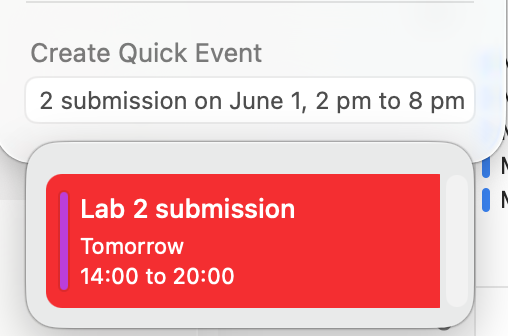 Create Quick Event
2 submission on June 1, 2 pm to 8 pm
Lab 2 submission
Tomorrow
14:00 to 20:00